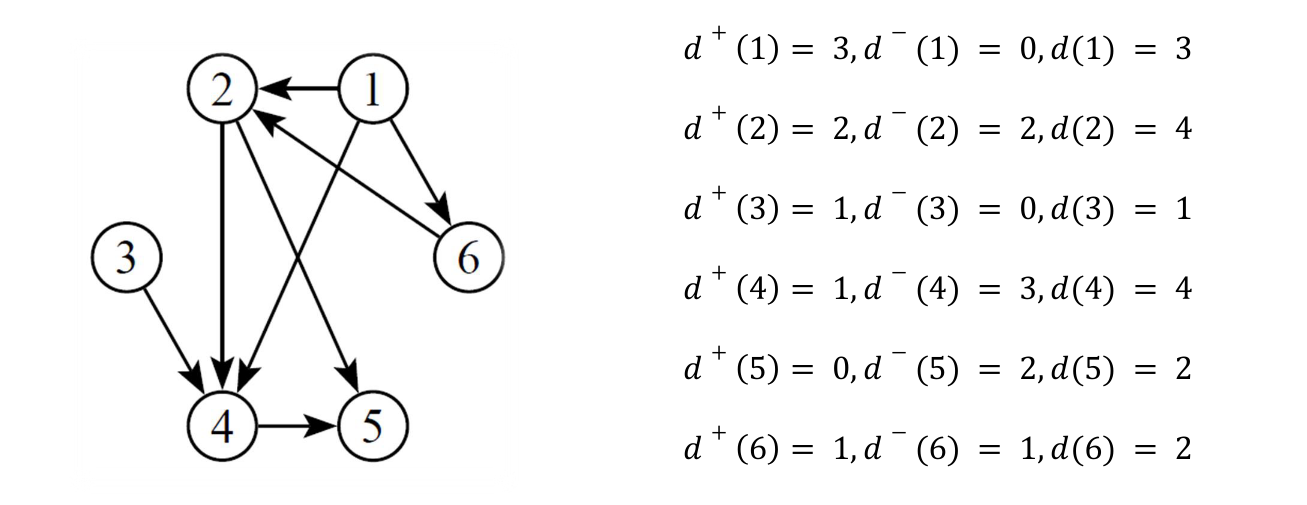 2 1
3 6
4 5
d⁺(1) = 3, d⁻(1) = 0, d(1) = 3
d⁺(2) = 2, d⁻(2) = 2, d(2) = 4
d⁺(3) = 1, d⁻(3) = 0, d(3) = 1
d⁺(4) = 1, d⁻(4) = 3, d(4) = 4
d⁺(5) = 0, d⁻(5) = 2, d(5) = 2
d⁺(6) = 1, d⁻(6) = 1, d(6) = 2